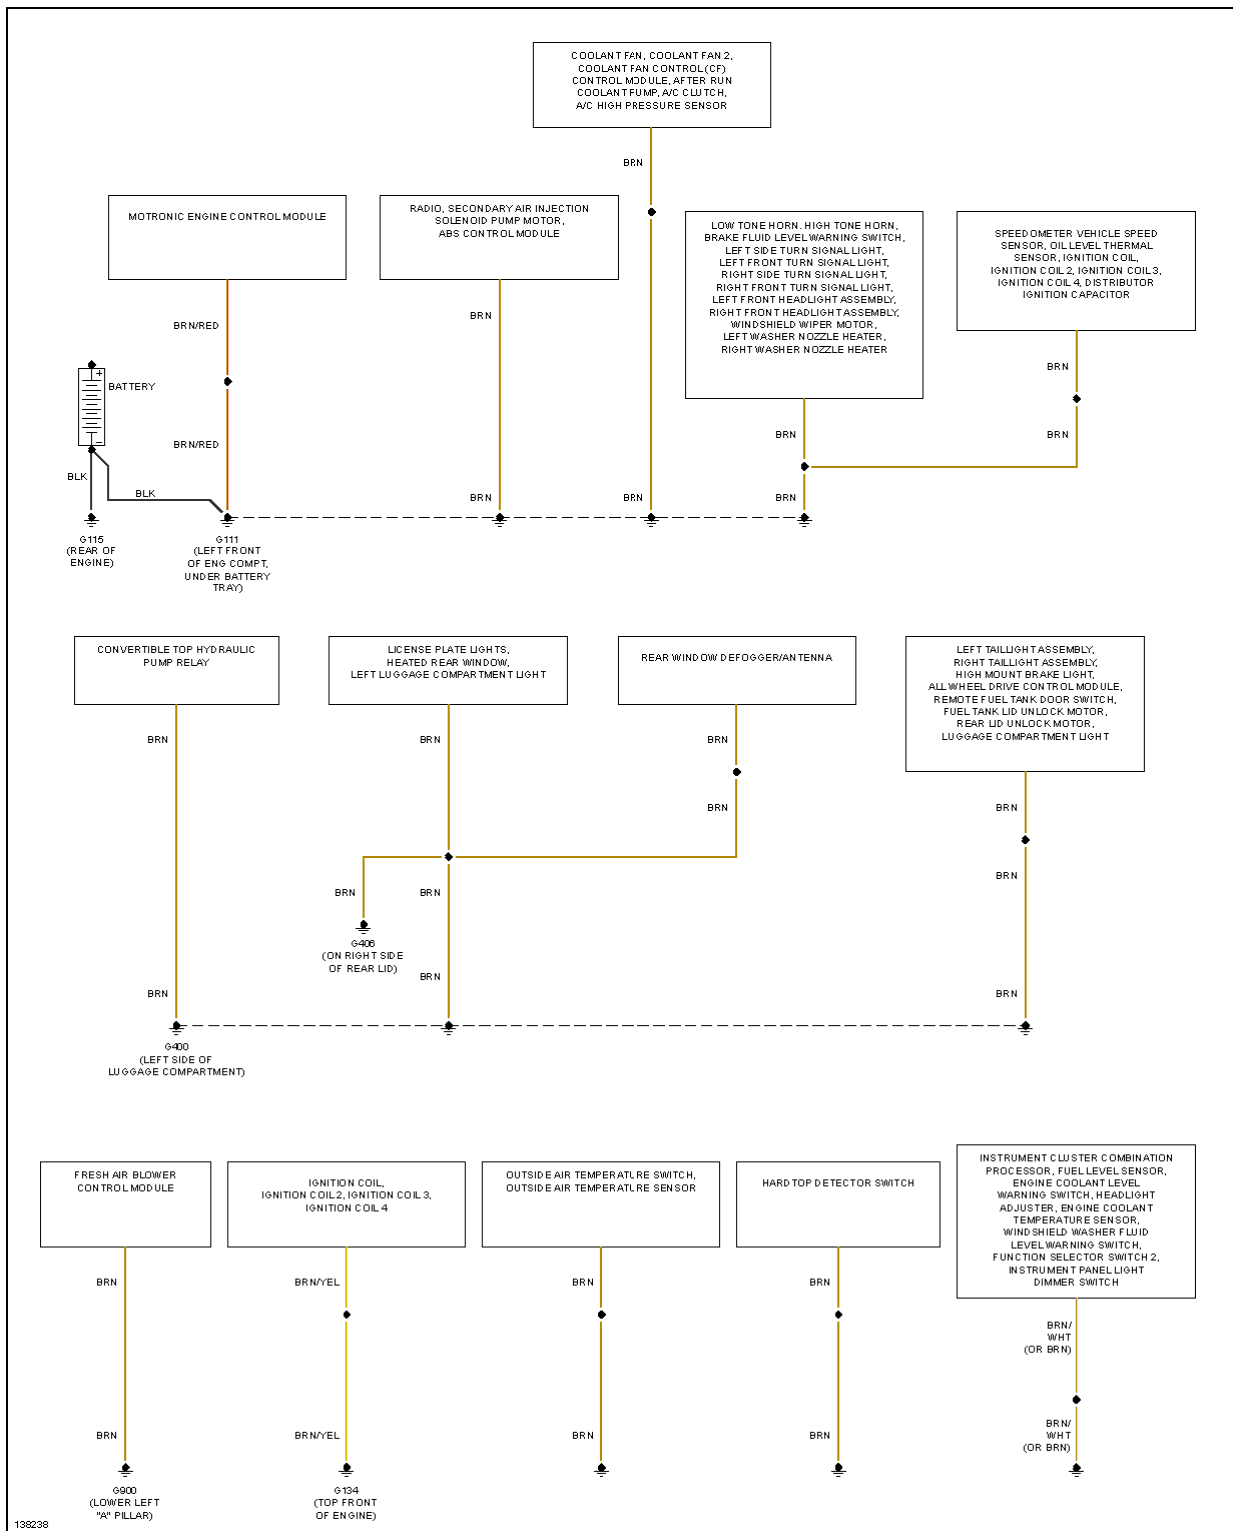 COOLANT FAN, COOLANT FAN 2,
COOLANT FAN CONTROL (CF)
CONTROL MODULE, AFTER RUN
COOLANT PUMP, A/C CLUTCH,
A/C HIGH PRESSURE SENSOR
BRN
MOTRONIC ENGINE CONTROL MODULE
RADIO, SECONDARY AIR INJECTION
SOLENOID PUMP MOTOR,
ABS CONTROL MODULE
LOW TONE HORN. HIGH TONE HORN,
BRAKE FLUID LEVEL WARNING SWITCH,
LEFT SIDE TURN SIGNAL LIGHT,
LEFT FRONT TURN SIGNAL LIGHT,
RIGHT SIDE TURN SIGNAL LIGHT,
RIGHT FRONT TURN SIGNAL LIGHT,
LEFT FRONT HEADLIGHT ASSEMBLY,
RIGHT FRONT HEADLIGHT ASSEMBLY,
WINDSHIELD WIPER MOTOR,
LEFT WASHER NOZZLE HEATER,
RIGHT WASHER NOZZLE HEATER
SPEEDOMETER VEHICLE SPEED
SENSOR, OIL LEVEL THERMAL
SENSOR, IGNITION COIL,
IGNITION COIL 2, IGNITION COIL 3,
IGNITION COIL 4, DISTRIBUTOR
IGNITION CAPACITOR
BRN/RED
BRN
BRN
+
BATTERY
-
BRN/RED
BRN
BRN
BLK
BLK
BRN
BRN
BRN
G115
(REAR OF
ENGINE)
G111
(LEFT FRONT
OF ENG COMPT,
UNDER BATTERY
TRAY)
CONVERTIBLE TOP HYDRAULIC
PUMP RELAY
LICENSE PLATE LIGHTS,
HEATED REAR WINDOW,
LEFT LUGGAGE COMPARTMENT LIGHT
REAR WINDOW DEFOGGER/ANTENNA
LEFT TAILLIGHT ASSEMBLY,
RIGHT TAILLIGHT ASSEMBLY,
HIGH MOUNT BRAKE LIGHT,
ALL WHEEL DRIVE CONTROL MODULE,
REMOTE FUEL TANK DOOR SWITCH,
FUEL TANK LID UNLOCK MOTOR,
REAR LID UNLOCK MOTOR,
LUGGAGE COMPARTMENT LIGHT
BRN
BRN
BRN
BRN
BRN
BRN
BRN
BRN
G406
(ON RIGHT SIDE
OF REAR LID)
BRN
BRN
BRN
G400
(LEFT SIDE OF
LUGGAGE COMPARTMENT)
FRESH AIR BLOWER
CONTROL MODULE
IGNITION COIL,
IGNITION COIL 2, IGNITION COIL 3,
IGNITION COIL 4
OUTSIDE AIR TEMPERATURE SWITCH,
OUTSIDE AIR TEMPERATURE SENSOR
HARDTOP DETECTOR SWITCH
INSTRUMENT CLUSTER COMBINATION
PROCESSOR, FUEL LEVEL SENSOR,
ENGINE COOLANT LEVEL
WARNING SWITCH, HEADLIGHT
ADJUSTER, ENGINE COOLANT
TEMPERATURE SENSOR,
WINDSHIELD WASHER FLUID
LEVEL WARNING SWITCH,
FUNCTION SELECTOR SWITCH 2,
INSTRUMENT PANEL LIGHT
DIMMER SWITCH
BRN
BRN/YEL
BRN
BRN
BRN/
WHT
(OR BRN)
BRN
BRN/YEL
BRN
BRN
BRN/
WHT
(OR BRN)
G900
(LOWER LEFT
"A" PILLAR)
G134
(TOP FRONT
OF ENGINE)
138238